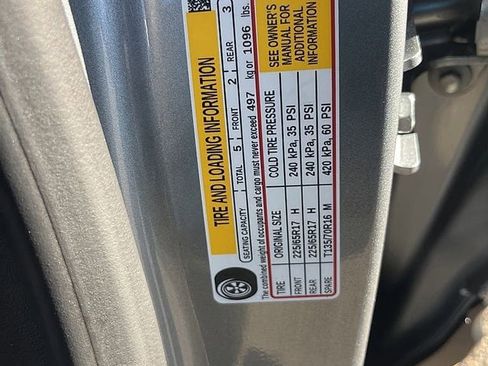 TIRE AND LOADING INFORMATION
SEATING CAPACITY TOTAL 5 FRONT 2 REAR 3
The combined weight of occupants and cargo must never exceed 497 kg or 1096 lbs.
TIRE ORIGINAL SIZE COLD TIRE PRESSURE
FRONT 225/65R17 H 240 kPa, 35 PSI
REAR 225/65R17 H 240 kPa, 35 PSI
SPARE T135/70R16 M 420 kPa, 60 PSI
SEE OWNER'S
MANUAL FOR
ADDITIONAL
INFORMATION